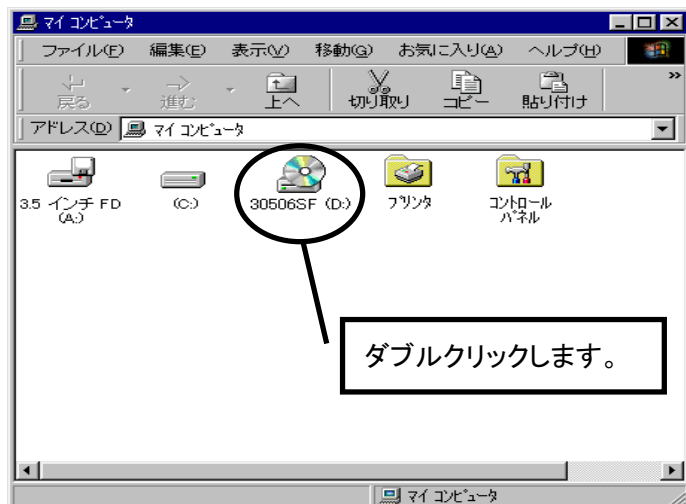 マイ コンピュータ
ファイル(F) 編集(E) 表示(V) 移動(G) お気に入り(A) ヘルプ(H)
戻る 進む 上へ 切り取り コピー 貼り付け »
アドレス(D) マイ コンピュータ
3.5 インチ FD (C:) 30506SF (D:) プリンタ コントロール
(A:) パネル
ダブルクリックします。
マイ コンピュータ